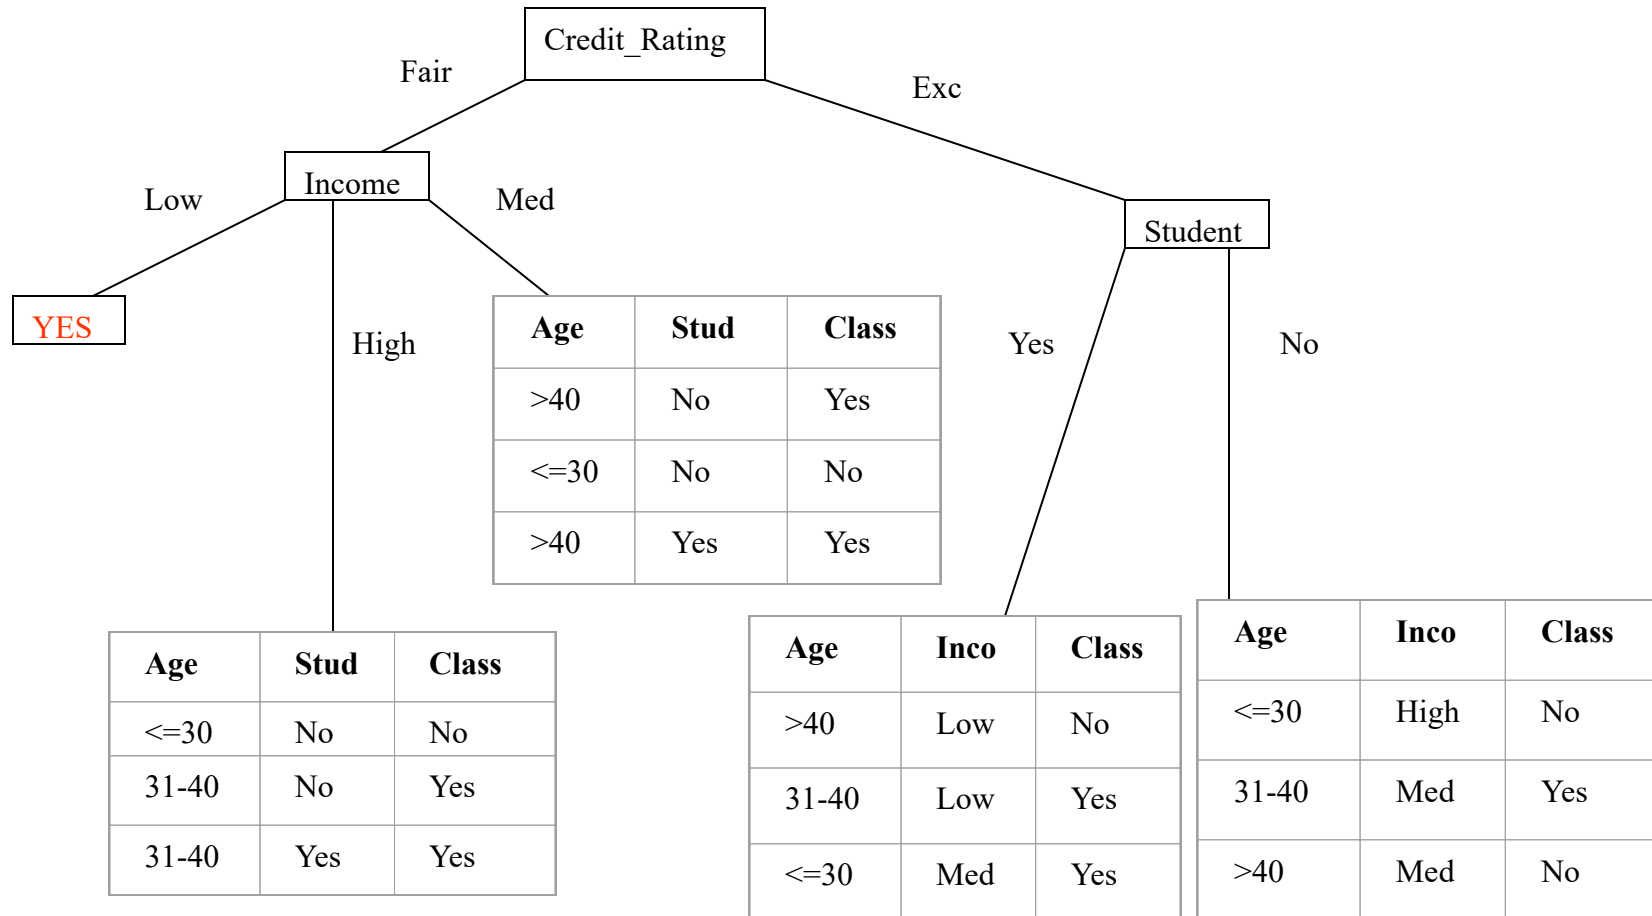 Credit_Rating
Fair
Exc
Income
Low
Med
Student
YES
High
Yes
No
Age Stud Class
>40 No Yes
<=30 No No
>40 Yes Yes
Age Stud Class
<=30 No No
31-40 No Yes
31-40 Yes Yes
Age Inco Class
>40 Low No
31-40 Low Yes
<=30 Med Yes
Age Inco Class
<=30 High No
31-40 Med Yes
>40 Med No